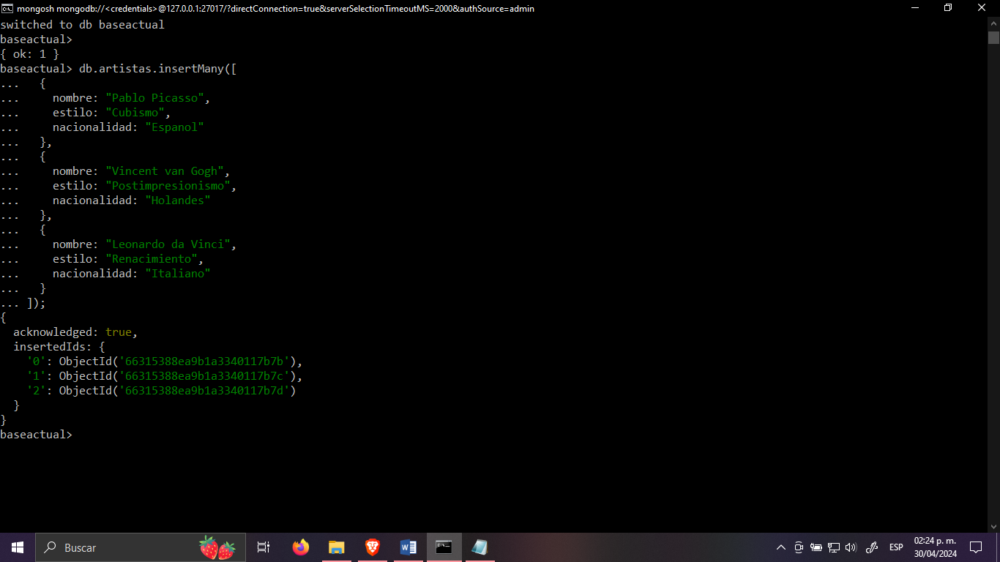 mongosh mongodb://<credentials>@127.0.0.1:27017/?directConnection=true&serverSelectionTimeoutMS=2000&authSource=admin
switched to db baseactual
baseactual>
{ ok: 1 }
baseactual> db.artistas.insertMany([
...   {
...     nombre: "Pablo Picasso",
...     estilo: "Cubismo",
...     nacionalidad: "Espanol"
...   },
...   {
...     nombre: "Vincent van Gogh",
...     estilo: "Postimpresionismo",
...     nacionalidad: "Holandes"
...   },
...   {
...     nombre: "Leonardo da Vinci",
...     estilo: "Renacimiento",
...     nacionalidad: "Italiano"
...   }
... ]);
{
  acknowledged: true,
  insertedIds: {
    '0': ObjectId('66315388ea9b1a3340117b7b'),
    '1': ObjectId('66315388ea9b1a3340117b7c'),
    '2': ObjectId('66315388ea9b1a3340117b7d')
  }
}
baseactual>
Buscar
ESP
02:24 p. m.
30/04/2024